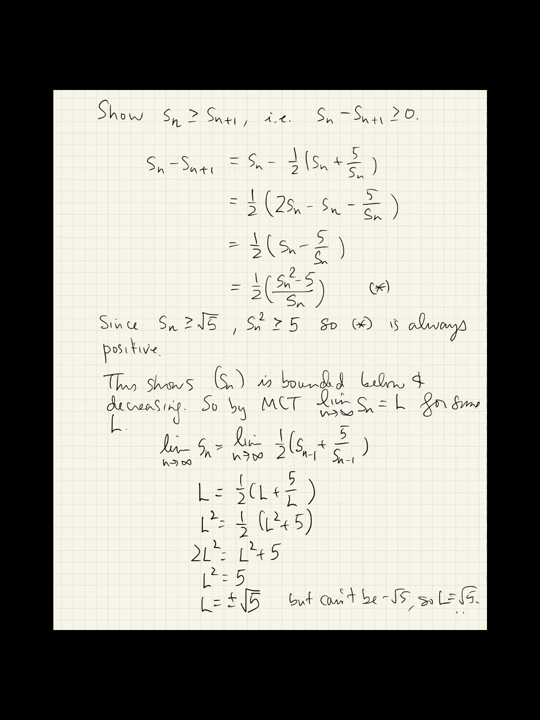 Show Sn ≥ Sn+1, i.e. Sn − Sn+1 ≥ 0.
Sn − Sn+1 = Sn − 1/2 (Sn + 5/Sn)
= 1/2 (2Sn − Sn − 5/Sn)
= 1/2 (Sn − 5/Sn)
= 1/2 ((Sn² − 5)/Sn) (*)
Since Sn ≥ √5, Sn² ≥ 5 so (*) is always
positive.
This shows (Sn) is bounded below &
decreasing. So by MCT lim n→∞ Sn = L for some
L.
lim n→∞ Sn = lim n→∞ 1/2 (Sn-1 + 5/Sn-1)
L = 1/2 (L + 5/L)
L² = 1/2 (L² + 5)
2L² = L² + 5
L² = 5
L = ±√5 but can't be −√5, so L = √5.